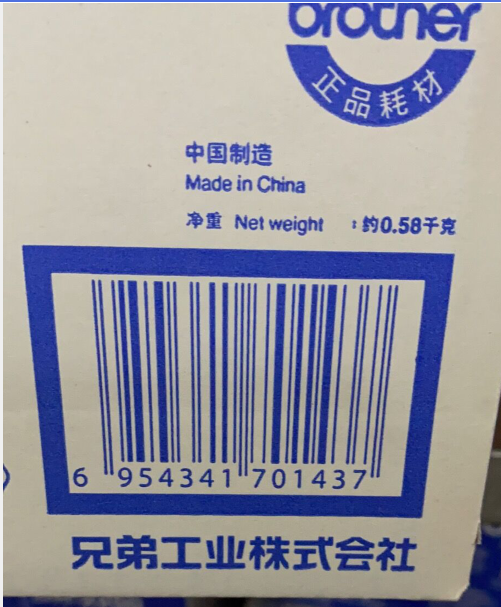 brother
正品耗材
中国制造
Made in China
净重 Net weight : 约0.58千克
6 954341 701437
兄弟工业株式会社